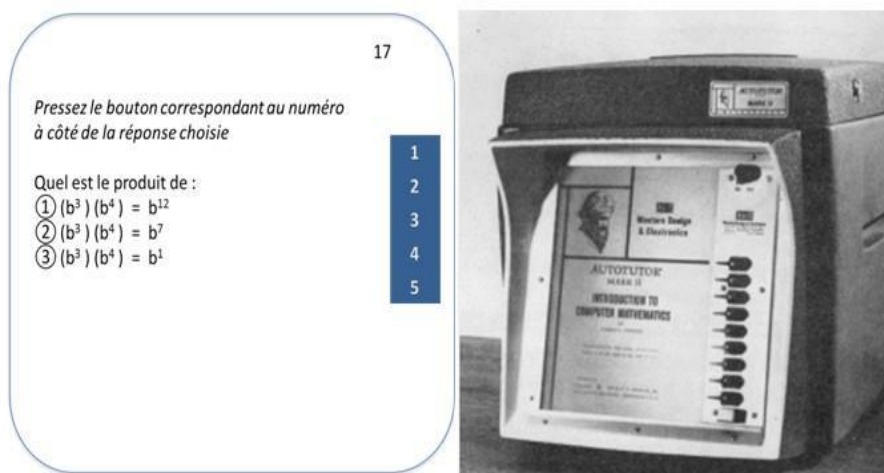 17
Pressez le bouton correspondant au numéro
à côté de la réponse choisie
Quel est le produit de :
① (b³ ) (b⁴ ) = b¹²
② (b³ ) (b⁴ ) = b⁷
③ (b³ ) (b⁴ ) = b¹
1
2
3
4
5
AUTOTUTOR
MARK II
Western Design
& Electronics
AUTOTUTOR
MARK II
INTRODUCTION TO
COMPUTER MATHEMATICS